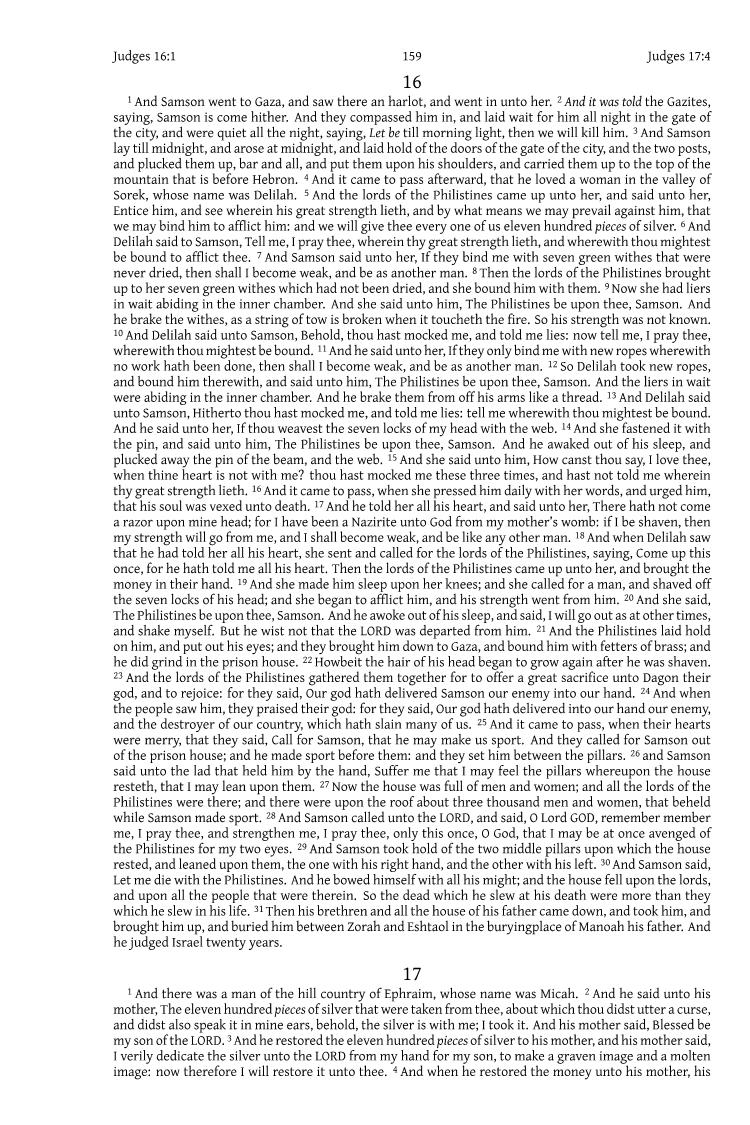 Judges 16:1 159 Judges 17:4
16
1 And Samson went to Gaza, and saw there an harlot, and went in unto her. 2 And it was told the Gazites,
saying, Samson is come hither. And they compassed him in, and laid wait for him all night in the gate of
the city, and were quiet all the night, saying, Let be till morning light, then we will kill him. 3 And Samson
lay till midnight, and arose at midnight, and laid hold of the doors of the gate of the city, and the two posts,
and plucked them up, bar and all, and put them upon his shoulders, and carried them up to the top of the
mountain that is before Hebron. 4 And it came to pass afterward, that he loved a woman in the valley of
Sorek, whose name was Delilah. 5 And the lords of the Philistines came up unto her, and said unto her,
Entice him, and see wherein his great strength lieth, and by what means we may prevail against him, that
we may bind him to afflict him: and we will give thee every one of us eleven hundred pieces of silver. 6 And
Delilah said to Samson, Tell me, I pray thee, wherein thy great strength lieth, and wherewith thou mightest
be bound to afflict thee. 7 And Samson said unto her, If they bind me with seven green withes that were
never dried, then shall I become weak, and be as another man. 8 Then the lords of the Philistines brought
up to her seven green withes which had not been dried, and she bound him with them. 9 Now she had liers
in wait abiding in the inner chamber. And she said unto him, The Philistines be upon thee, Samson. And
he brake the withes, as a string of tow is broken when it toucheth the fire. So his strength was not known.
10 And Delilah said unto Samson, Behold, thou hast mocked me, and told me lies: now tell me, I pray thee,
wherewith thou mightest be bound. 11 And he said unto her, If they only bind me with new ropes wherewith
no work hath been done, then shall I become weak, and be as another man. 12 So Delilah took new ropes,
and bound him therewith, and said unto him, The Philistines be upon thee, Samson. And the liers in wait
were abiding in the inner chamber. And he brake them from off his arms like a thread. 13 And Delilah said
unto Samson, Hitherto thou hast mocked me, and told me lies: tell me wherewith thou mightest be bound.
And he said unto her, If thou weavest the seven locks of my head with the web. 14 And she fastened it with
the pin, and said unto him, The Philistines be upon thee, Samson. And he awaked out of his sleep, and
plucked away the pin of the beam, and the web. 15 And she said unto him, How canst thou say, I love thee,
when thine heart is not with me? thou hast mocked me these three times, and hast not told me wherein
thy great strength lieth. 16 And it came to pass, when she pressed him daily with her words, and urged him,
that his soul was vexed unto death. 17 And he told her all his heart, and said unto her, There hath not come
a razor upon mine head; for I have been a Nazirite unto God from my mother's womb: if I be shaven, then
my strength will go from me, and I shall become weak, and be like any other man. 18 And when Delilah saw
that he had told her all his heart, she sent and called for the lords of the Philistines, saying, Come up this
once, for he hath told me all his heart. Then the lords of the Philistines came up unto her, and brought the
money in their hand. 19 And she made him sleep upon her knees; and she called for a man, and shaved off
the seven locks of his head; and she began to afflict him, and his strength went from him. 20 And she said,
The Philistines be upon thee, Samson. And he awoke out of his sleep, and said, I will go out as at other times,
and shake myself. But he wist not that the LORD was departed from him. 21 And the Philistines laid hold
on him, and put out his eyes; and they brought him down to Gaza, and bound him with fetters of brass; and
he did grind in the prison house. 22 Howbeit the hair of his head began to grow again after he was shaven.
23 And the lords of the Philistines gathered them together for to offer a great sacrifice unto Dagon their
god, and to rejoice: for they said, Our god hath delivered Samson our enemy into our hand. 24 And when
the people saw him, they praised their god: for they said, Our god hath delivered into our hand our enemy,
and the destroyer of our country, which hath slain many of us. 25 And it came to pass, when their hearts
were merry, that they said, Call for Samson, that he may make us sport. And they called for Samson out
of the prison house; and he made sport before them: and they set him between the pillars. 26 and Samson
said unto the lad that held him by the hand, Suffer me that I may feel the pillars whereupon the house
resteth, that I may lean upon them. 27 Now the house was full of men and women; and all the lords of the
Philistines were there; and there were upon the roof about three thousand men and women, that beheld
while Samson made sport. 28 And Samson called unto the LORD, and said, O Lord GOD, remember member
me, I pray thee, and strengthen me, I pray thee, only this once, O God, that I may be at once avenged of
the Philistines for my two eyes. 29 And Samson took hold of the two middle pillars upon which the house
rested, and leaned upon them, the one with his right hand, and the other with his left. 30 And Samson said,
Let me die with the Philistines. And he bowed himself with all his might; and the house fell upon the lords,
and upon all the people that were therein. So the dead which he slew at his death were more than they
which he slew in his life. 31 Then his brethren and all the house of his father came down, and took him, and
brought him up, and buried him between Zorah and Eshtaol in the buryingplace of Manoah his father. And
he judged Israel twenty years.
17
1 And there was a man of the hill country of Ephraim, whose name was Micah. 2 And he said unto his
mother, The eleven hundred pieces of silver that were taken from thee, about which thou didst utter a curse,
and didst also speak it in mine ears, behold, the silver is with me; I took it. And his mother said, Blessed be
my son of the LORD. 3 And he restored the eleven hundred pieces of silver to his mother, and his mother said,
I verily dedicate the silver unto the LORD from my hand for my son, to make a graven image and a molten
image: now therefore I will restore it unto thee. 4 And when he restored the money unto his mother, his